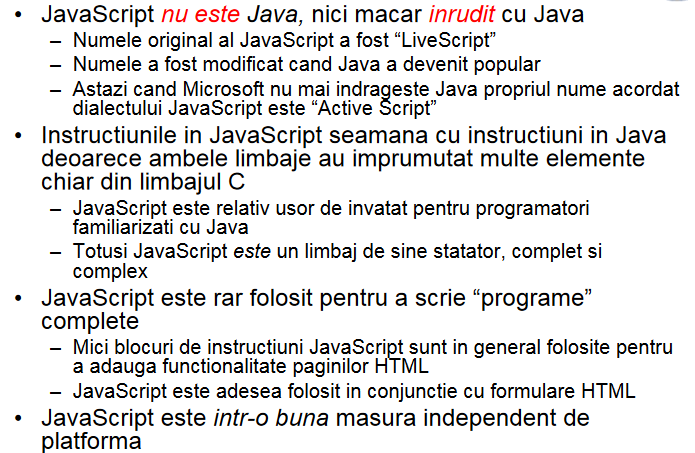 • JavaScript nu este Java, nici macar inrudit cu Java
– Numele original al JavaScript a fost “LiveScript”
– Numele a fost modificat cand Java a devenit popular
– Astazi cand Microsoft nu mai indrageste Java propriul nume acordat
dialectului JavaScript este “Active Script”
• Instructiunile in JavaScript seamana cu instructiuni in Java
deoarece ambele limbaje au imprumutat multe elemente
chiar din limbajul C
– JavaScript este relativ usor de invatat pentru programatori
familiarizati cu Java
– Totusi JavaScript este un limbaj de sine statator, complet si
complex
• JavaScript este rar folosit pentru a scrie “programe”
complete
– Mici blocuri de instructiuni JavaScript sunt in general folosite pentru
a adauga functionalitate paginilor HTML
– JavaScript este adesea folosit in conjunctie cu formulare HTML
• JavaScript este intr-o buna masura independent de
platforma